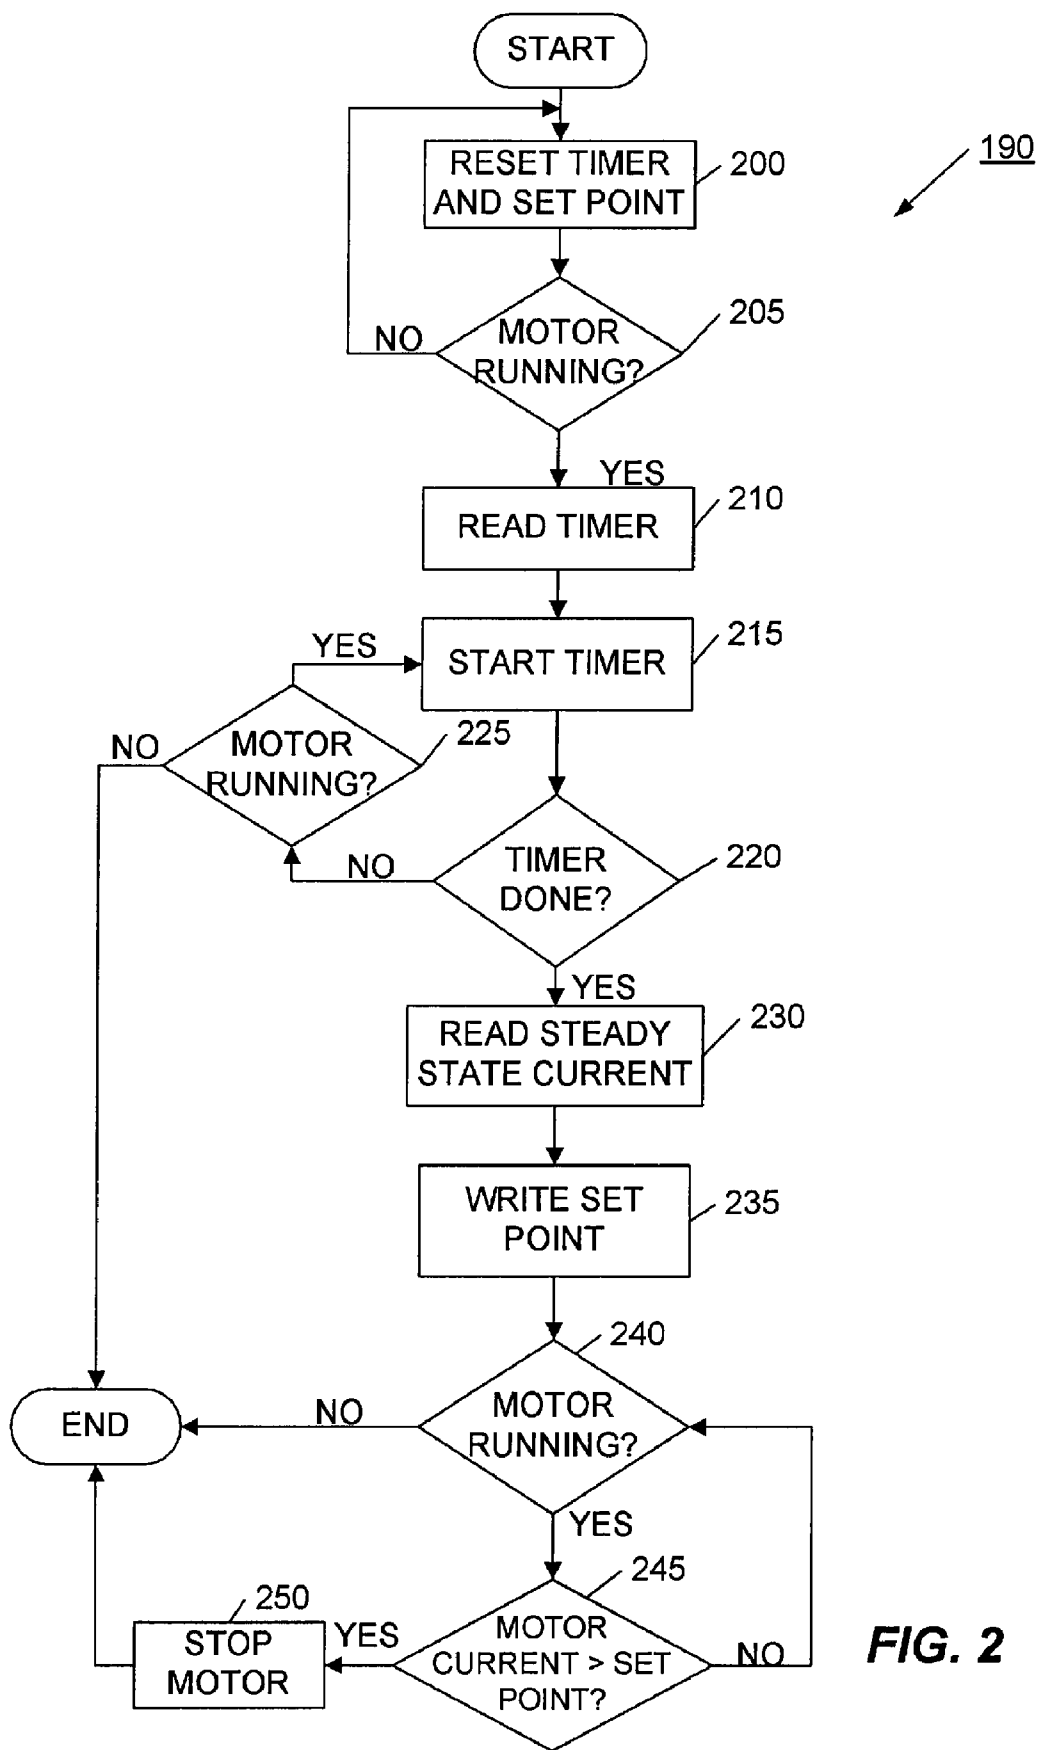 START
RESET TIMER
AND SET POINT
200
190
MOTOR
RUNNING?
205
NO
YES
READ TIMER
210
START TIMER
215
YES
MOTOR
RUNNING?
225
NO
TIMER
DONE?
220
NO
YES
READ STEADY
STATE CURRENT
230
WRITE SET
POINT
235
240
MOTOR
RUNNING?
NO
END
YES
245
MOTOR
CURRENT > SET
POINT?
NO
YES
250
STOP
MOTOR
FIG. 2